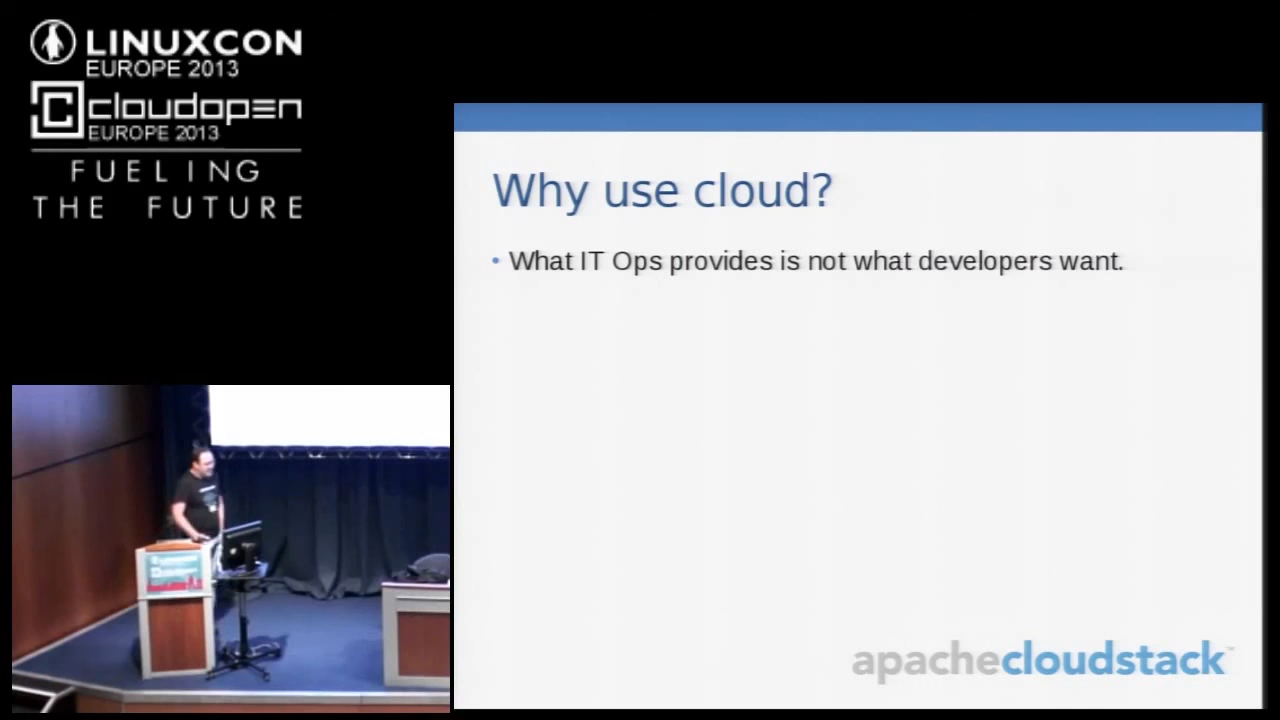 LINUXCON
EUROPE 2013
cloudopen
EUROPE 2013
FUELING
THE FUTURE
Why use cloud?
• What IT Ops provides is not what developers want.
apachecloudstack™